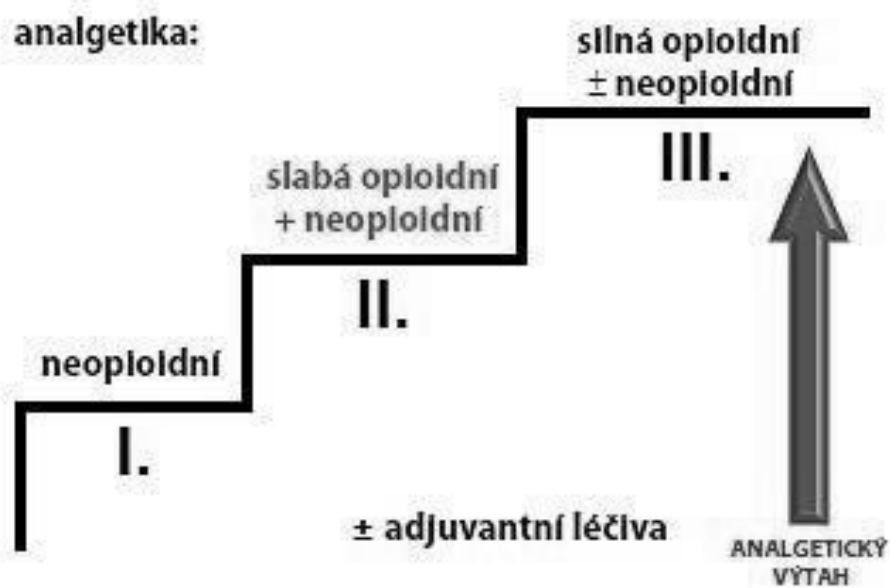 analgetika:
silná opioidní
± neopioidní
III.
slabá opioidní
+ neopioidní
II.
neopioidní
I.
± adjuvantní léčiva
ANALGETICKÝ
VÝTAH